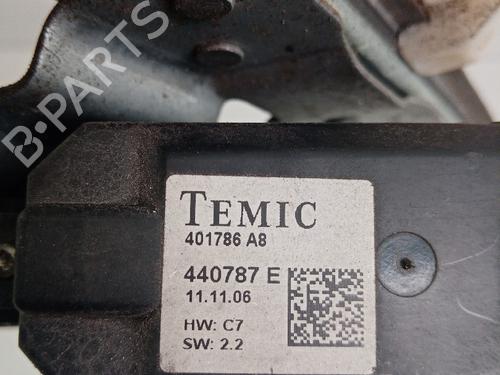 B-PARTS
TEMIC
401786 A8
440787 E
11.11.06
HW: C7
SW: 2.2